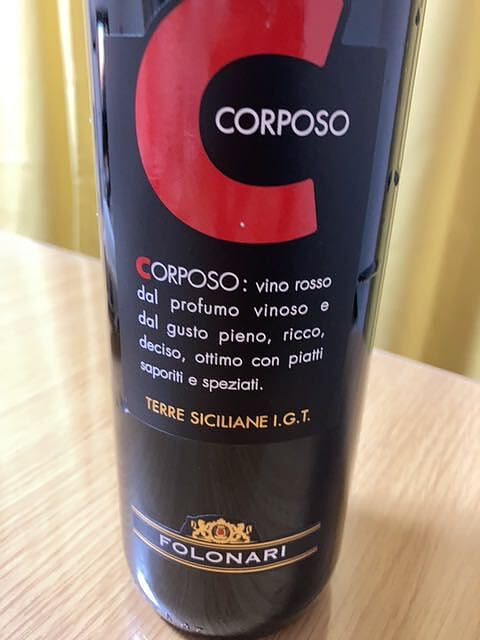 C
CORPOSO
CORPOSO: vino rosso
dal profumo vinoso e
dal gusto pieno, ricco,
deciso, ottimo con piatti
saporiti e speziati.
TERRE SICILIANE I.G.T.
FOLONARI